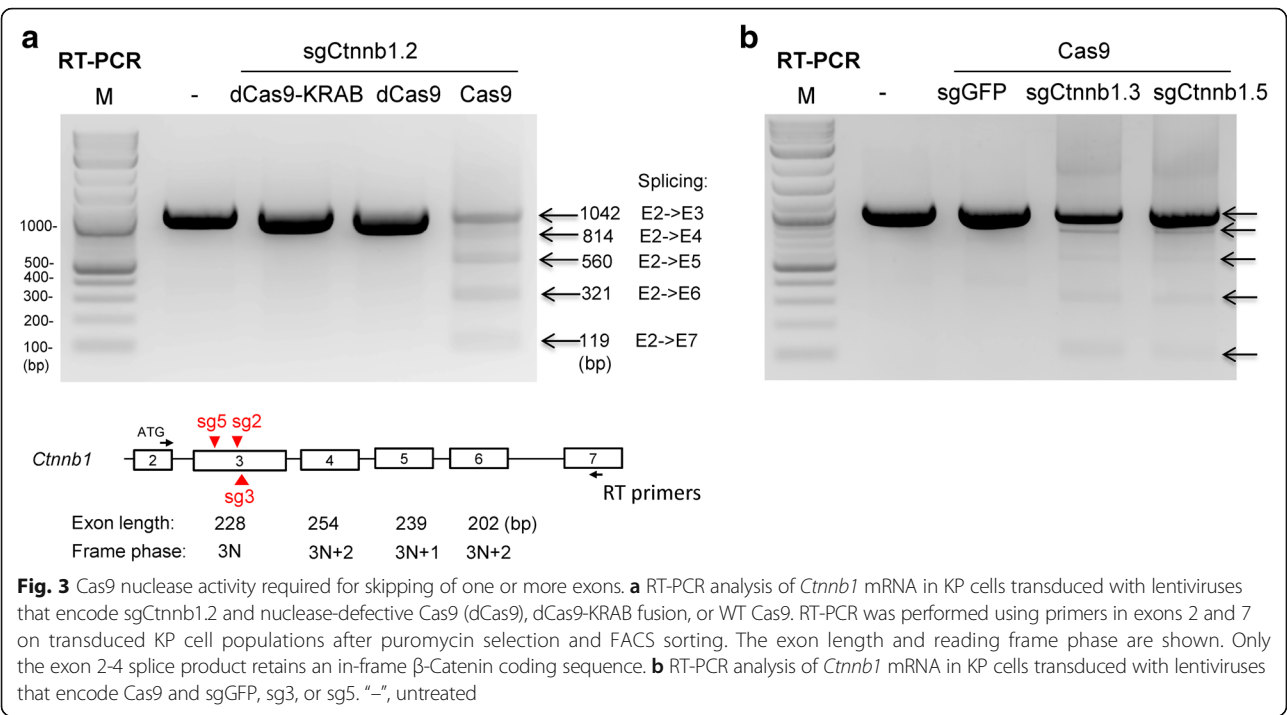 a
sgCtnnb1.2
RT-PCR
M - dCas9-KRAB dCas9 Cas9
Splicing:
1042 E2->E3
814 E2->E4
560 E2->E5
321 E2->E6
119 E2->E7
(bp)
1000-
500-
400-
300-
200-
100-
(bp)
b
Cas9
RT-PCR
M - sgGFP sgCtnnb1.3 sgCtnnb1.5
sg5 sg2
ATG
Ctnnb1 2 3 4 5 6 7
sg3
RT primers
Exon length: 228 254 239 202 (bp)
Frame phase: 3N 3N+2 3N+1 3N+2
Fig. 3 Cas9 nuclease activity required for skipping of one or more exons. a RT-PCR analysis of Ctnnb1 mRNA in KP cells transduced with lentiviruses
that encode sgCtnnb1.2 and nuclease-defective Cas9 (dCas9), dCas9-KRAB fusion, or WT Cas9. RT-PCR was performed using primers in exons 2 and 7
on transduced KP cell populations after puromycin selection and FACS sorting. The exon length and reading frame phase are shown. Only
the exon 2-4 splice product retains an in-frame β-Catenin coding sequence. b RT-PCR analysis of Ctnnb1 mRNA in KP cells transduced with lentiviruses
that encode Cas9 and sgGFP, sg3, or sg5. "–", untreated